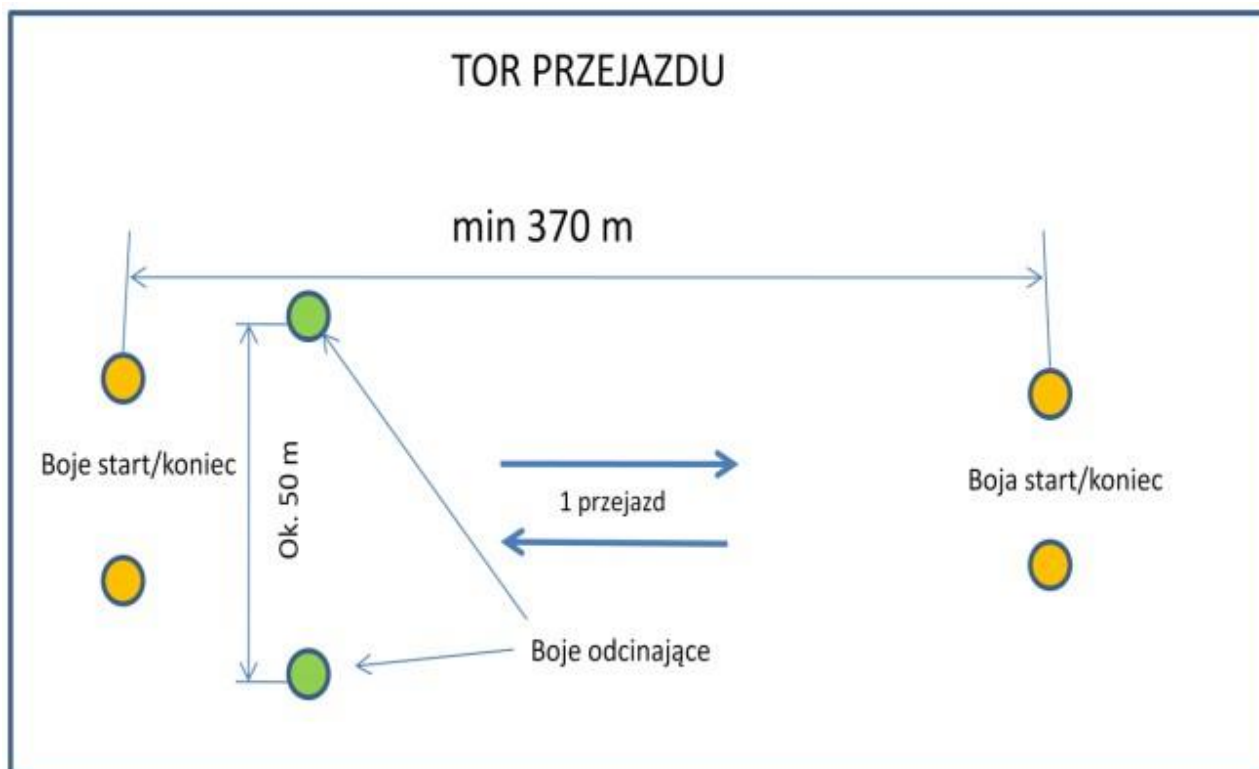 TOR PRZEJAZDU
min 370 m
Boje start/koniec
Ok. 50 m
1 przejazd
Boja start/koniec
Boje odcinające